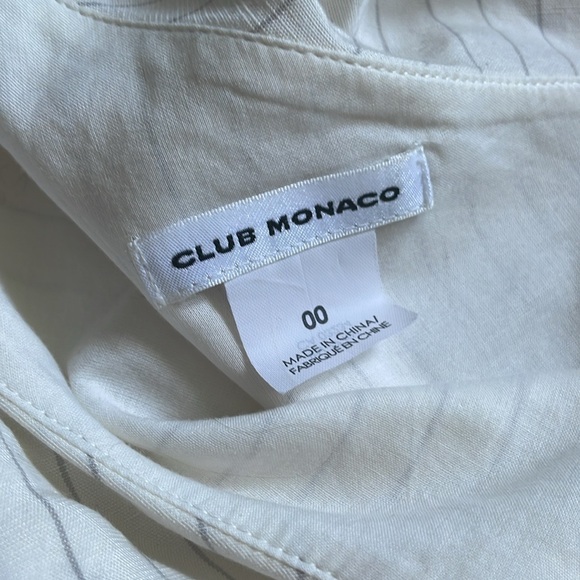 CLUB MONACO
00
MADE IN CHINA/
FABRIQUÉ EN CHINE